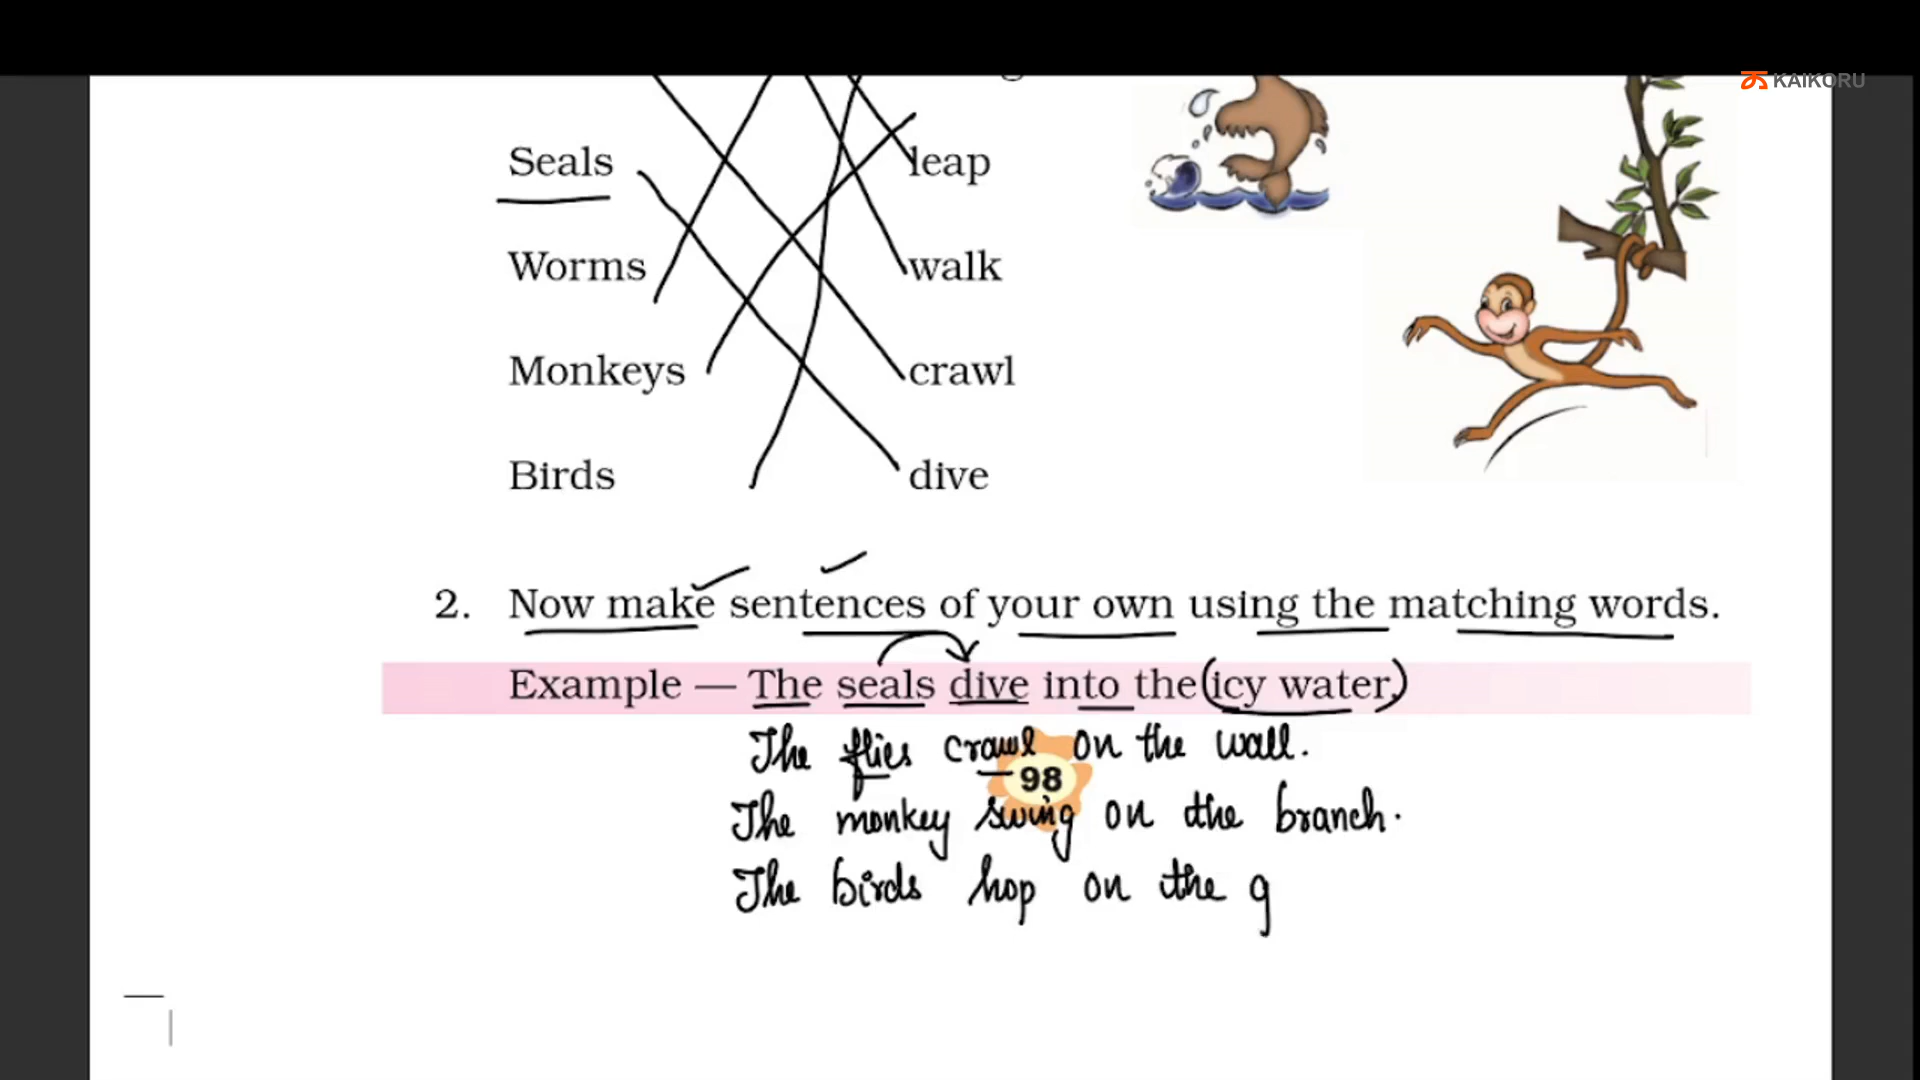 KAIKORU
Seals leap
Worms walk
Monkeys crawl
Birds dive
2. Now make sentences of your own using the matching words.
Example — The seals dive into the icy water.
The flies crawl on the wall.
98
The monkey swing on the branch.
The birds hop on the g